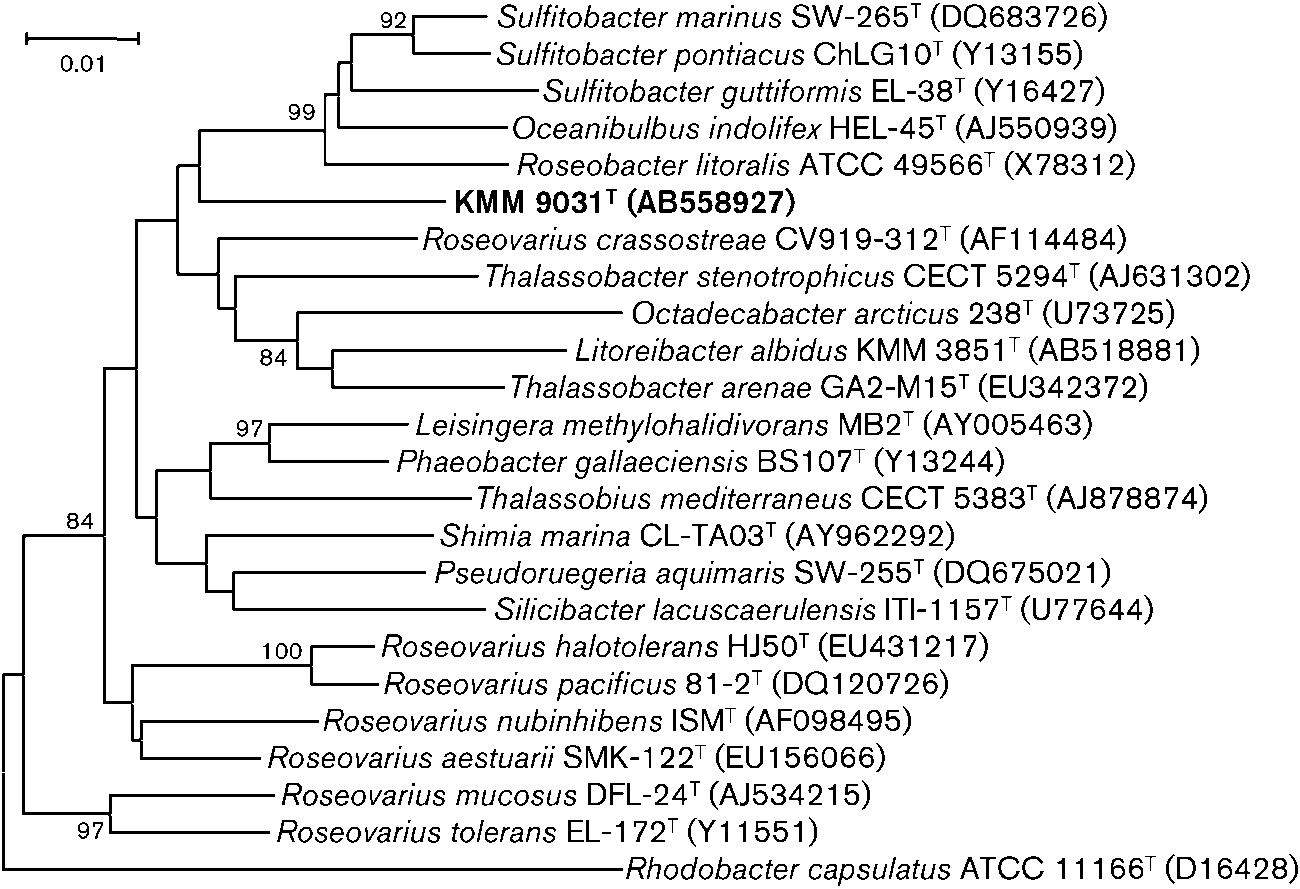 92 Sulfitobacter marinus SW-265ᵀ (DQ683726)
0.01 Sulfitobacter pontiacus ChLG10ᵀ (Y13155)
Sulfitobacter guttiformis EL-38ᵀ (Y16427)
99 Oceanibulbus indolifex HEL-45ᵀ (AJ550939)
Roseobacter litoralis ATCC 49566ᵀ (X78312)
KMM 9031ᵀ (AB558927)
Roseovarius crassostreae CV919-312ᵀ (AF114484)
Thalassobacter stenotrophicus CECT 5294ᵀ (AJ631302)
Octadecabacter arcticus 238ᵀ (U73725)
84 Litoreibacter albidus KMM 3851ᵀ (AB518881)
Thalassobacter arenae GA2-M15ᵀ (EU342372)
97 Leisingera methylohalidivorans MB2ᵀ (AY005463)
Phaeobacter gallaeciensis BS107ᵀ (Y13244)
Thalassobius mediterraneus CECT 5383ᵀ (AJ878874)
84 Shimia marina CL-TA03ᵀ (AY962292)
Pseudoruegeria aquimaris SW-255ᵀ (DQ675021)
Silicibacter lacuscaerulensis ITI-1157ᵀ (U77644)
100 Roseovarius halotolerans HJ50ᵀ (EU431217)
Roseovarius pacificus 81-2ᵀ (DQ120726)
Roseovarius nubinhibens ISMᵀ (AF098495)
Roseovarius aestuarii SMK-122ᵀ (EU156066)
Roseovarius mucosus DFL-24ᵀ (AJ534215)
97 Roseovarius tolerans EL-172ᵀ (Y11551)
Rhodobacter capsulatus ATCC 11166ᵀ (D16428)